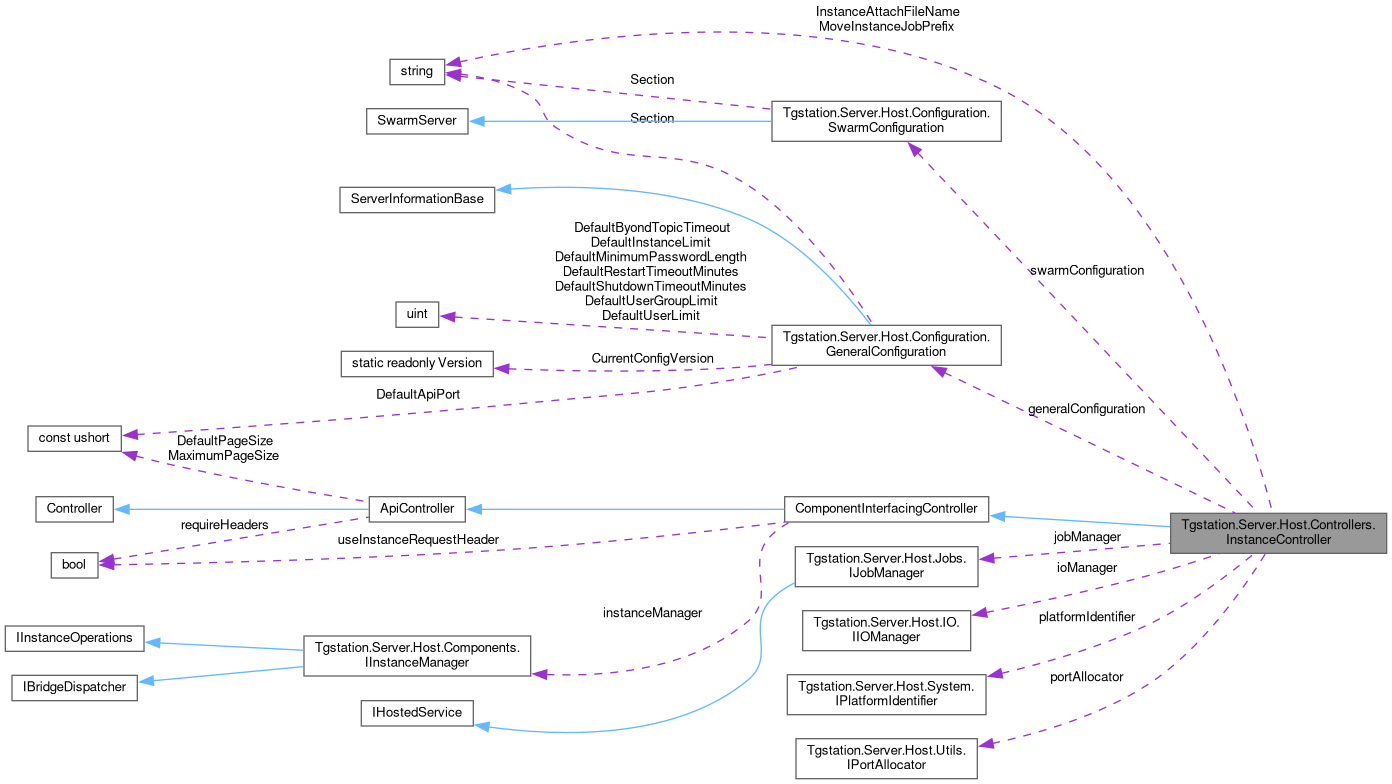 InstanceAttachFileName
MoveInstanceJobPrefix
string
Section
Tgstation.Server.Host.Configuration.
SwarmConfiguration
SwarmServer
Section
ServerInformationBase
DefaultByondTopicTimeout
DefaultInstanceLimit
DefaultMinimumPasswordLength
DefaultRestartTimeoutMinutes
DefaultShutdownTimeoutMinutes
DefaultUserGroupLimit
DefaultUserLimit
swarmConfiguration
uint
Tgstation.Server.Host.Configuration.
GeneralConfiguration
static readonly Version
CurrentConfigVersion
DefaultApiPort
generalConfiguration
const ushort
DefaultPageSize
MaximumPageSize
Controller
ApiController
ComponentInterfacingController
Tgstation.Server.Host.Controllers.
InstanceController
requireHeaders
useInstanceRequestHeader
jobManager
bool
Tgstation.Server.Host.Jobs.
IJobManager
ioManager
instanceManager
Tgstation.Server.Host.IO.
IIOManager
platformIdentifier
IInstanceOperations
Tgstation.Server.Host.Components.
IInstanceManager
IBridgeDispatcher
portAllocator
Tgstation.Server.Host.System.
IPlatformIdentifier
IHostedService
Tgstation.Server.Host.Utils.
IPortAllocator